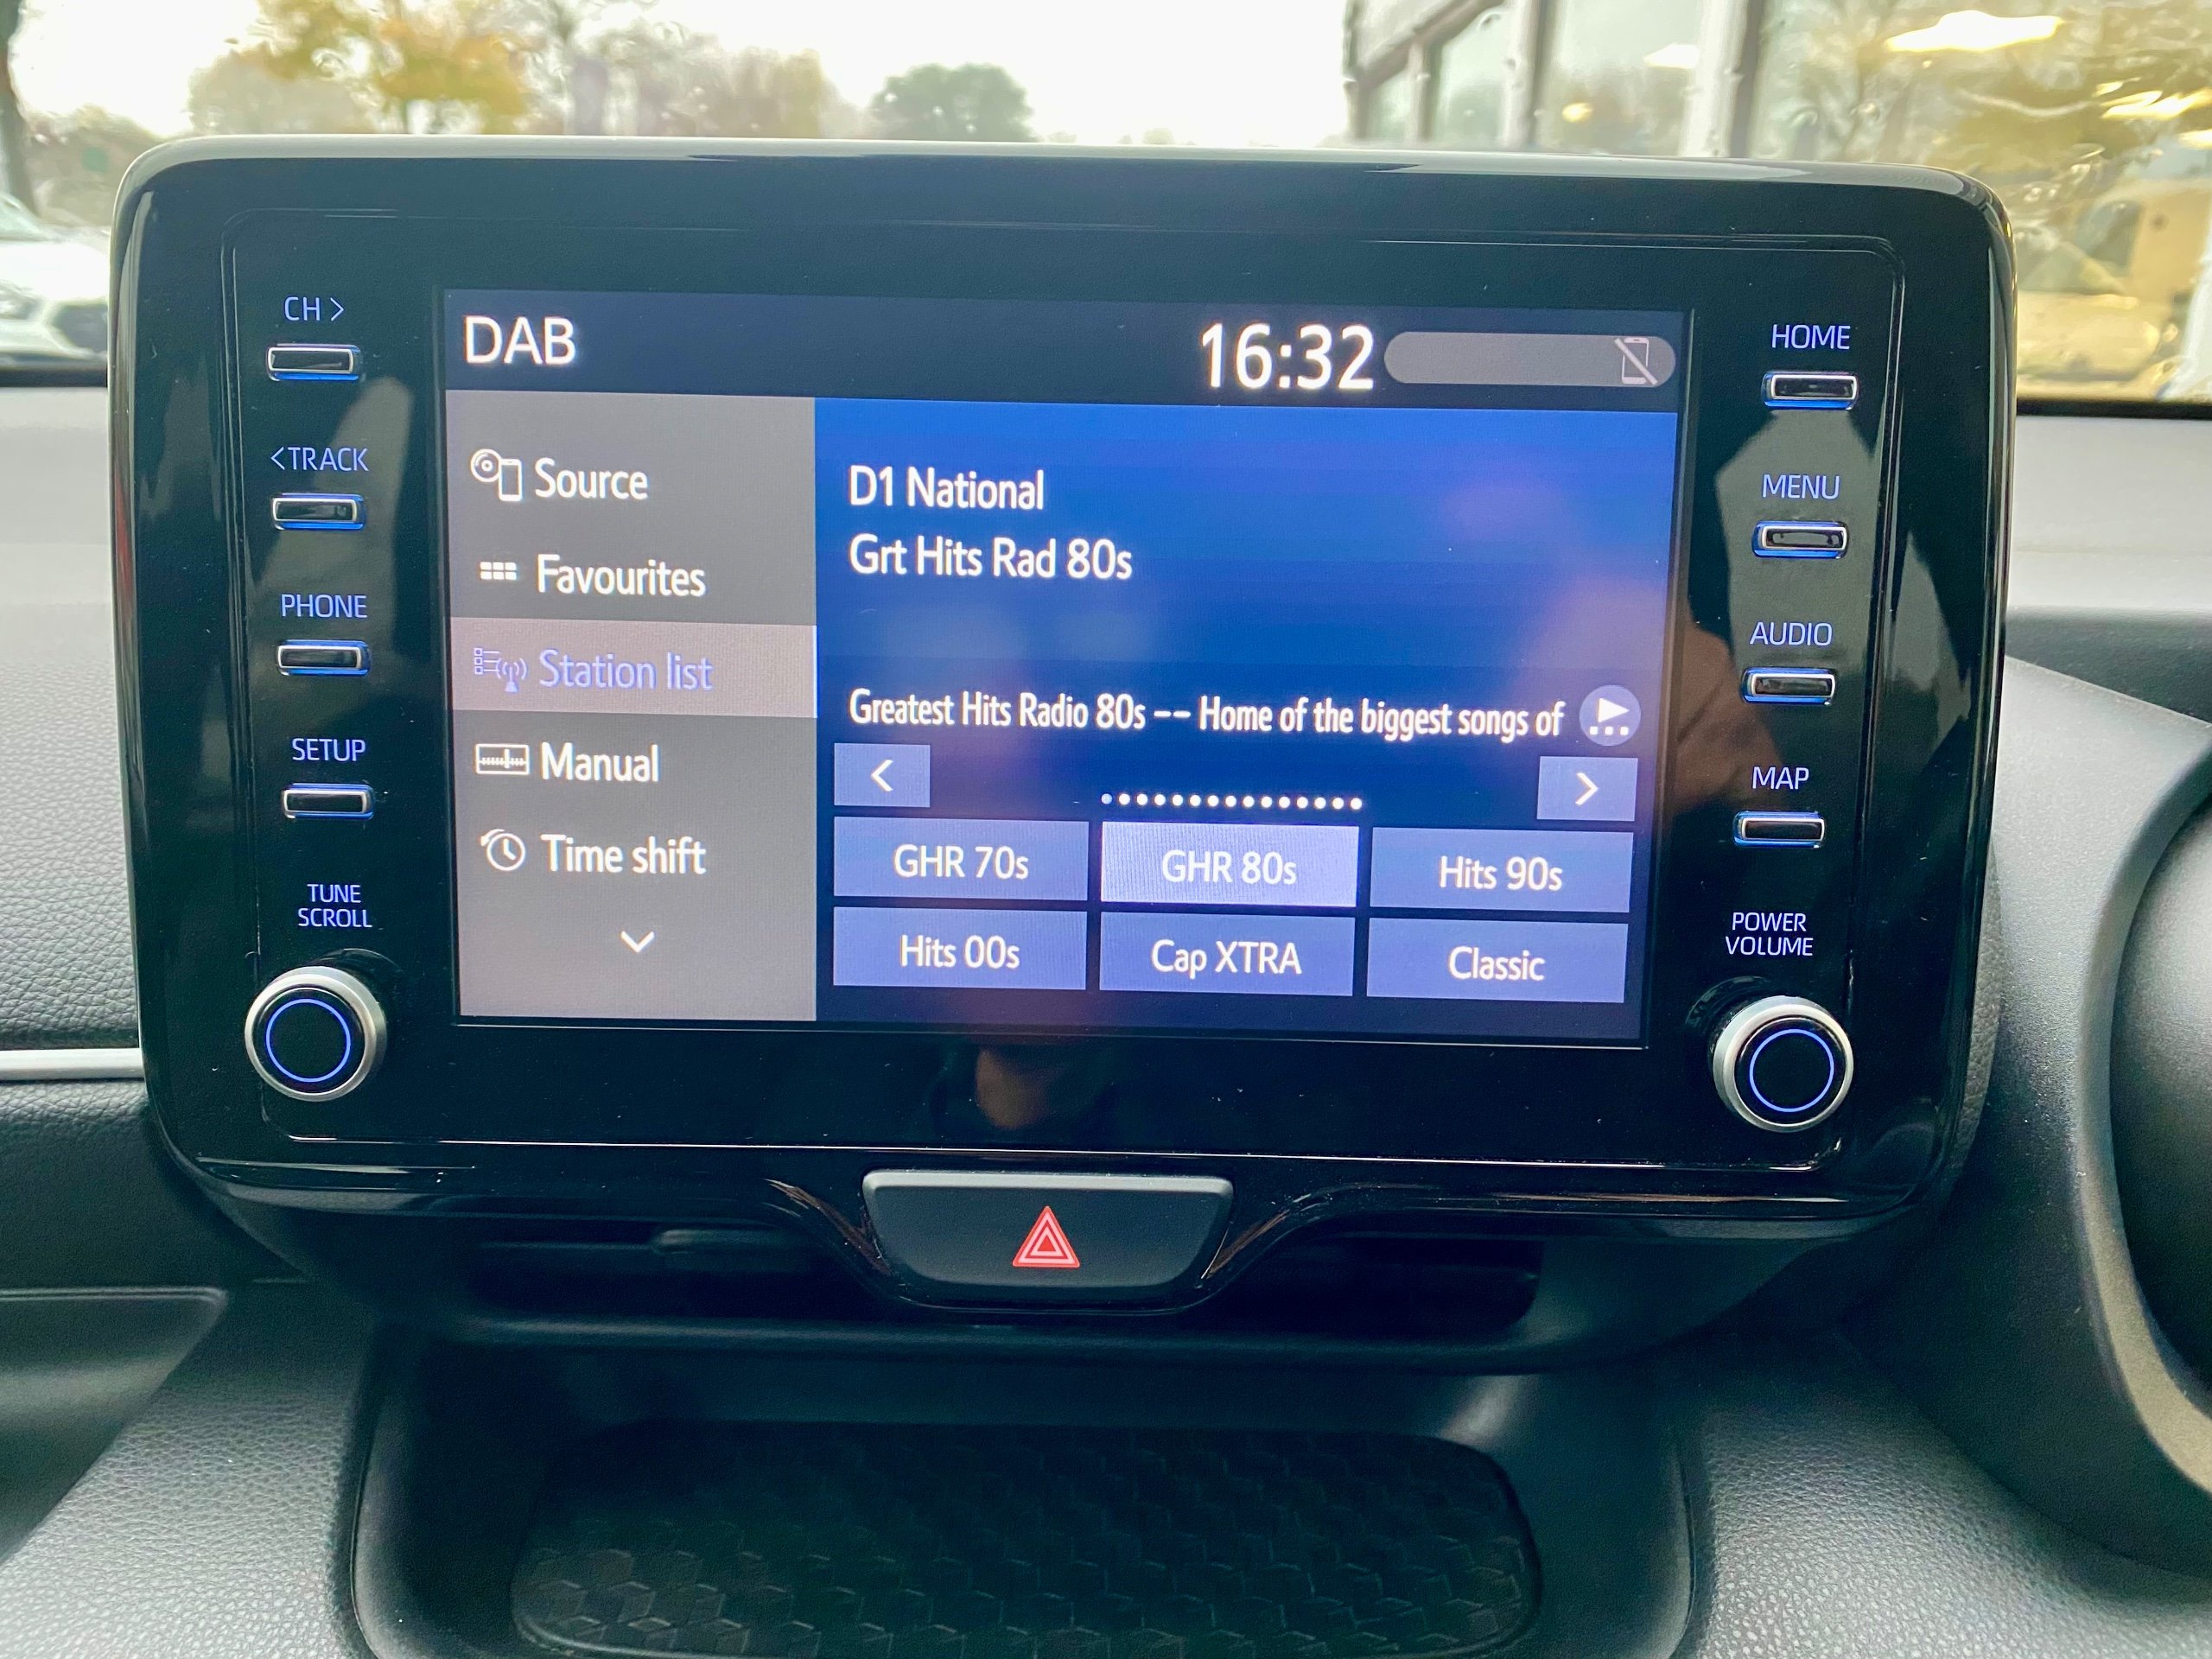 CH >
<TRACK
PHONE
SETUP
TUNE
SCROLL
DAB
16:32
Source
Favourites
Station list
Manual
Time shift
D1 National
Grt Hits Rad 80s
Greatest Hits Radio 80s -- Home of the biggest songs of
<
>
GHR 70s
GHR 80s
Hits 90s
Hits 00s
Cap XTRA
Classic
HOME
MENU
AUDIO
MAP
POWER
VOLUME